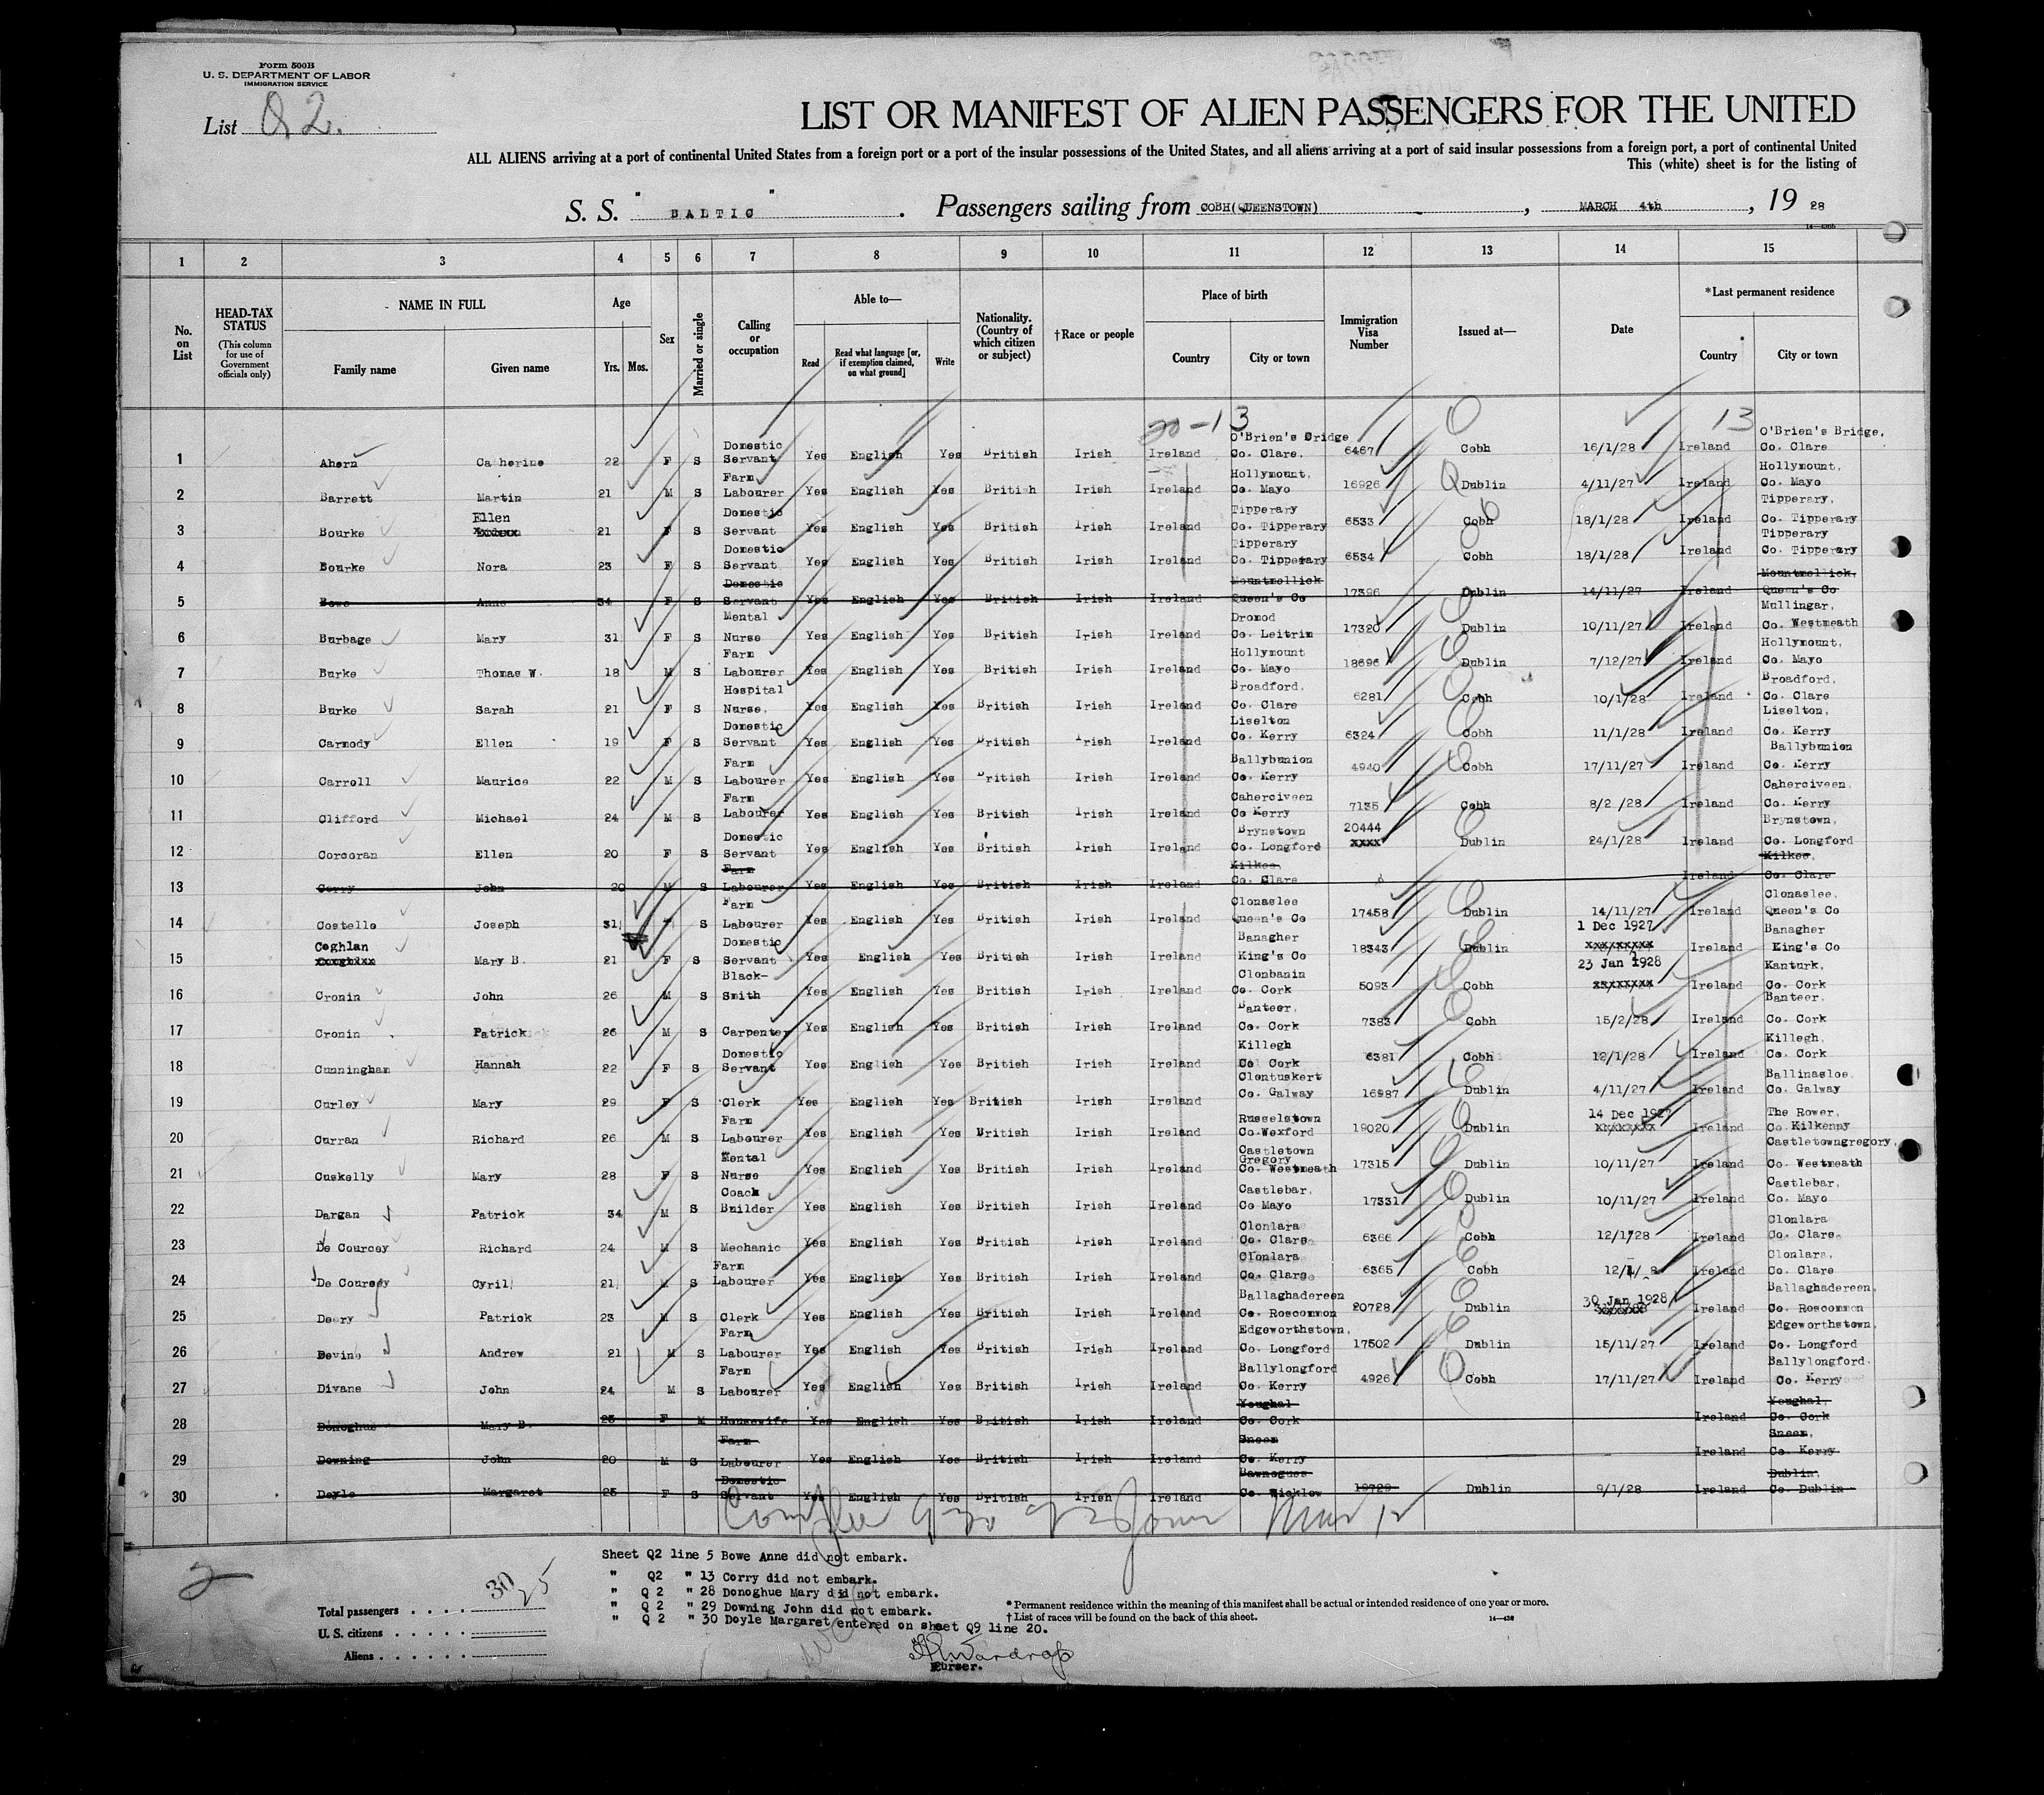 Form 500B
U. S. DEPARTMENT OF LABOR
IMMIGRATION SERVICE
List Q2.
LIST OR MANIFEST OF ALIEN PASSENGERS FOR THE UNITED
ALL ALIENS arriving at a port of continental United States from a foreign port or a port of the insular possessions of the United States, and all aliens arriving at a port of said insular possessions from a foreign port, a port of continental United
This (white) sheet is for the listing of
S. S. "BALTIC". Passengers sailing from COBH(QUEENSTOWN), MARCH 4th, 19 28
1 2 3 4 5 6 7 8 9 10 11 12 13 14 15
No. on List
HEAD-TAX STATUS (This column for use of Government officials only)
NAME IN FULL
Family name Given name
Age Yrs. Mos.
Sex
Married or single
Calling or occupation
Able to—
Read Read what language [or, if exemption claimed, on what ground] Write
Nationality. (Country of which citizen or subject)
†Race or people
Place of birth
Country City or town
Immigration Visa Number
Issued at—
Date
*Last permanent residence
Country City or town
20-13 13
1 Ahern Catherine 22 F S Domestic Servant Yes English Yes British Irish Ireland O'Brien's Bridge Co. Clare. 6467 Cobh 16/1/28 Ireland O'Brien's Bridge, Co. Clare
2 Barrett Martin 21 M S Farm Labourer Yes English Yes British Irish Ireland Hollymount, Co. Mayo 16926 Dublin 4/11/27 Ireland Hollymount, Co. Mayo
3 Bourke Ellen 21 F S Domestic Servant Yes English Yes British Irish Ireland Tipperary Co. Tipperary 6533 Cobh 18/1/28 Ireland Tipperary, Co. Tipperary
4 Bourke Nora 23 F S Domestic Servant Yes English Yes British Irish Ireland Tipperary Co. Tipperary 6534 Cobh 18/1/28 Ireland Tipperary Co. Tipperary
5 Bowe Anne 34 F S Domestic Servant Yes English Yes British Irish Ireland Mountmellick Queen's Co 17396 Dublin 14/11/27 Ireland Mountmellick, Queen's Co
6 Burbage Mary 31 F S Mental Nurse Yes English Yes British Irish Ireland Dromod Co. Leitrim 17320 Dublin 10/11/27 Ireland Mullingar, Co. Westmeath
7 Burke Thomas W. 18 M S Farm Labourer Yes English Yes British Irish Ireland Hollymount Co. Mayo 18696 Dublin 7/12/27 Ireland Hollymount, Co. Mayo
8 Burke Sarah 21 F S Hospital Nurse. Yes English Yes British Irish Ireland Broadford, Co. Clare 6281 Cobh 10/1/28 Ireland Broadford, Co. Clare
9 Carmody Ellen 19 F S Domestic Servant Yes English Yes British Irish Ireland Liselton Co. Kerry 6324 Cobh 11/1/28 Ireland Liselton, Co. Kerry
10 Carroll Maurice 22 M S Farm Labourer Yes English Yes British Irish Ireland Ballybunion Co. Kerry 4940 Cobh 17/11/27 Ireland Ballybunion Co. Kerry
11 Clifford Michael 24 M S Farm Labourer Yes English Yes British Irish Ireland Caherciveen Co Kerry 7135 Cobh 8/2 /28 Ireland Caherciveen, Co. Kerry
12 Corcoran Ellen 20 F S Domestic Servant Yes English Yes British Irish Ireland Brynstown Co. Longford 20444 xxxx Dublin 24/1/28 Ireland Brynstown, Co. Longford
13 Corry John 20 M S Farm Labourer Yes English Yes British Irish Ireland Kilkee, Co. Clare Ireland Kilkee, Co. Clare
14 Costello Joseph 31 S Farm Labourer Yes English Yes British Irish Ireland Clonaslee Queen's Co 17458 Dublin 14/11/27 Ireland Clonaslee, Queen's Co
15 Coghlan Mary B. 21 F S Domestic Servant Yes English Yes British Irish Ireland Banagher King's Co 18343 Dublin 1 Dec 1927 Ireland Banagher King's Co
16 Cronin John 26 M S Black-Smith Yes English Yes British Irish Ireland Clonbanin Co. Cork 5093 Cobh 23 Jan 1928 Ireland Kanturk, Co. Cork
17 Cronin Patrick 26 M S Carpenter Yes English Yes British Irish Ireland Banteer, Co. Cork 7383 Cobh 15/2/28 Ireland Banteer, Co. Cork
18 Cunningham Hannah 22 F S Domestic Servant Yes English Yes British Irish Ireland Killegh Co Cork 6381 Cobh 12/1/28 Ireland Killegh, Co. Cork
19 Curley Mary 29 F S Clerk Yes English Yes British Irish Ireland Clontuskert Co. Galway 16987 Dublin 4/11/27 Ireland Ballinasloe, Co. Galway
20 Curran Richard 26 M S Farm Labourer Yes English Yes British Irish Ireland Russelstown Co.Wexford 19020 Dublin 14 Dec 1927 Ireland The Rower, Co Kilkenny
21 Cuskelly Mary 28 F S Mental Nurse Yes English Yes British Irish Ireland Castletown Gregory Co. Westmeath 17315 Dublin 10/11/27 Ireland Castletowngregory, Co. Westmeath
22 Dargan Patrick 34 M S Coach Builder Yes English Yes British Irish Ireland Castlebar, Co Mayo 17331 Dublin 10/11/27 Ireland Castlebar, Co. Mayo
23 De Courcey Richard 24 M S Mechanic Yes English Yes British Irish Ireland Clonlara Co. Clare 6366 Cobh 12/1/28 Ireland Clonlara Co. Clare
24 De Courcey Cyril 21 M S Farm Labourer Yes English Yes British Irish Ireland Clonlara Co. Clare 6365 Cobh 12/1/ 8 Ireland Clonlara, Co. Clare
25 Deery Patrick 23 M S Clerk Yes English Yes British Irish Ireland Ballaghadereen Co. Roscommon 20728 Dublin 30 Jan 1928 Ireland Ballaghadereen, Co. Roscommon
26 Devine Andrew 21 M S Farm Labourer Yes English Yes British Irish Ireland Edgeworthstown, Co. Longford 17502 Dublin 15/11/27 Ireland Edgeworthstown, Co. Longford
27 Divane John 24 M S Farm Labourer Yes English Yes British Irish Ireland Ballylongford Co. Kerry 4926 Cobh 17/11/27 Ireland Ballylongford. Co. Kerry
28 Donoghue Mary B. 25 F M Housewife Yes English Yes British Irish Ireland Youghal Co. Cork Ireland Youghal, Co. Cork
29 Downing John 20 M S Farm Labourer Yes English Yes British Irish Ireland Sneem Co. Kerry Ireland Sneem, Co. Kerry
30 Doyle Margaret 25 F S Domestic Servant Yes English Yes British Irish Ireland Bawnogues Co. Wicklow 19729 Dublin 9/1/28 Ireland Dublin, Co. Dublin
2
Sheet Q2 line 5 Bowe Anne did not embark.
" Q2 " 13 Corry did not embark.
" Q 2 " 28 Donoghue Mary did not embark.
" Q 2 " 29 Downing John did not embark.
" Q 2 " 30 Doyle Margaret entered on sheet Q9 line 20.
Total passengers . . . . 30 25
U. S. citizens . . . . .
Aliens . . . . . .
* Permanent residence within the meaning of this manifest shall be actual or intended residence of one year or more.
† List of races will be found on the back of this sheet.
Wardrop
Purser.